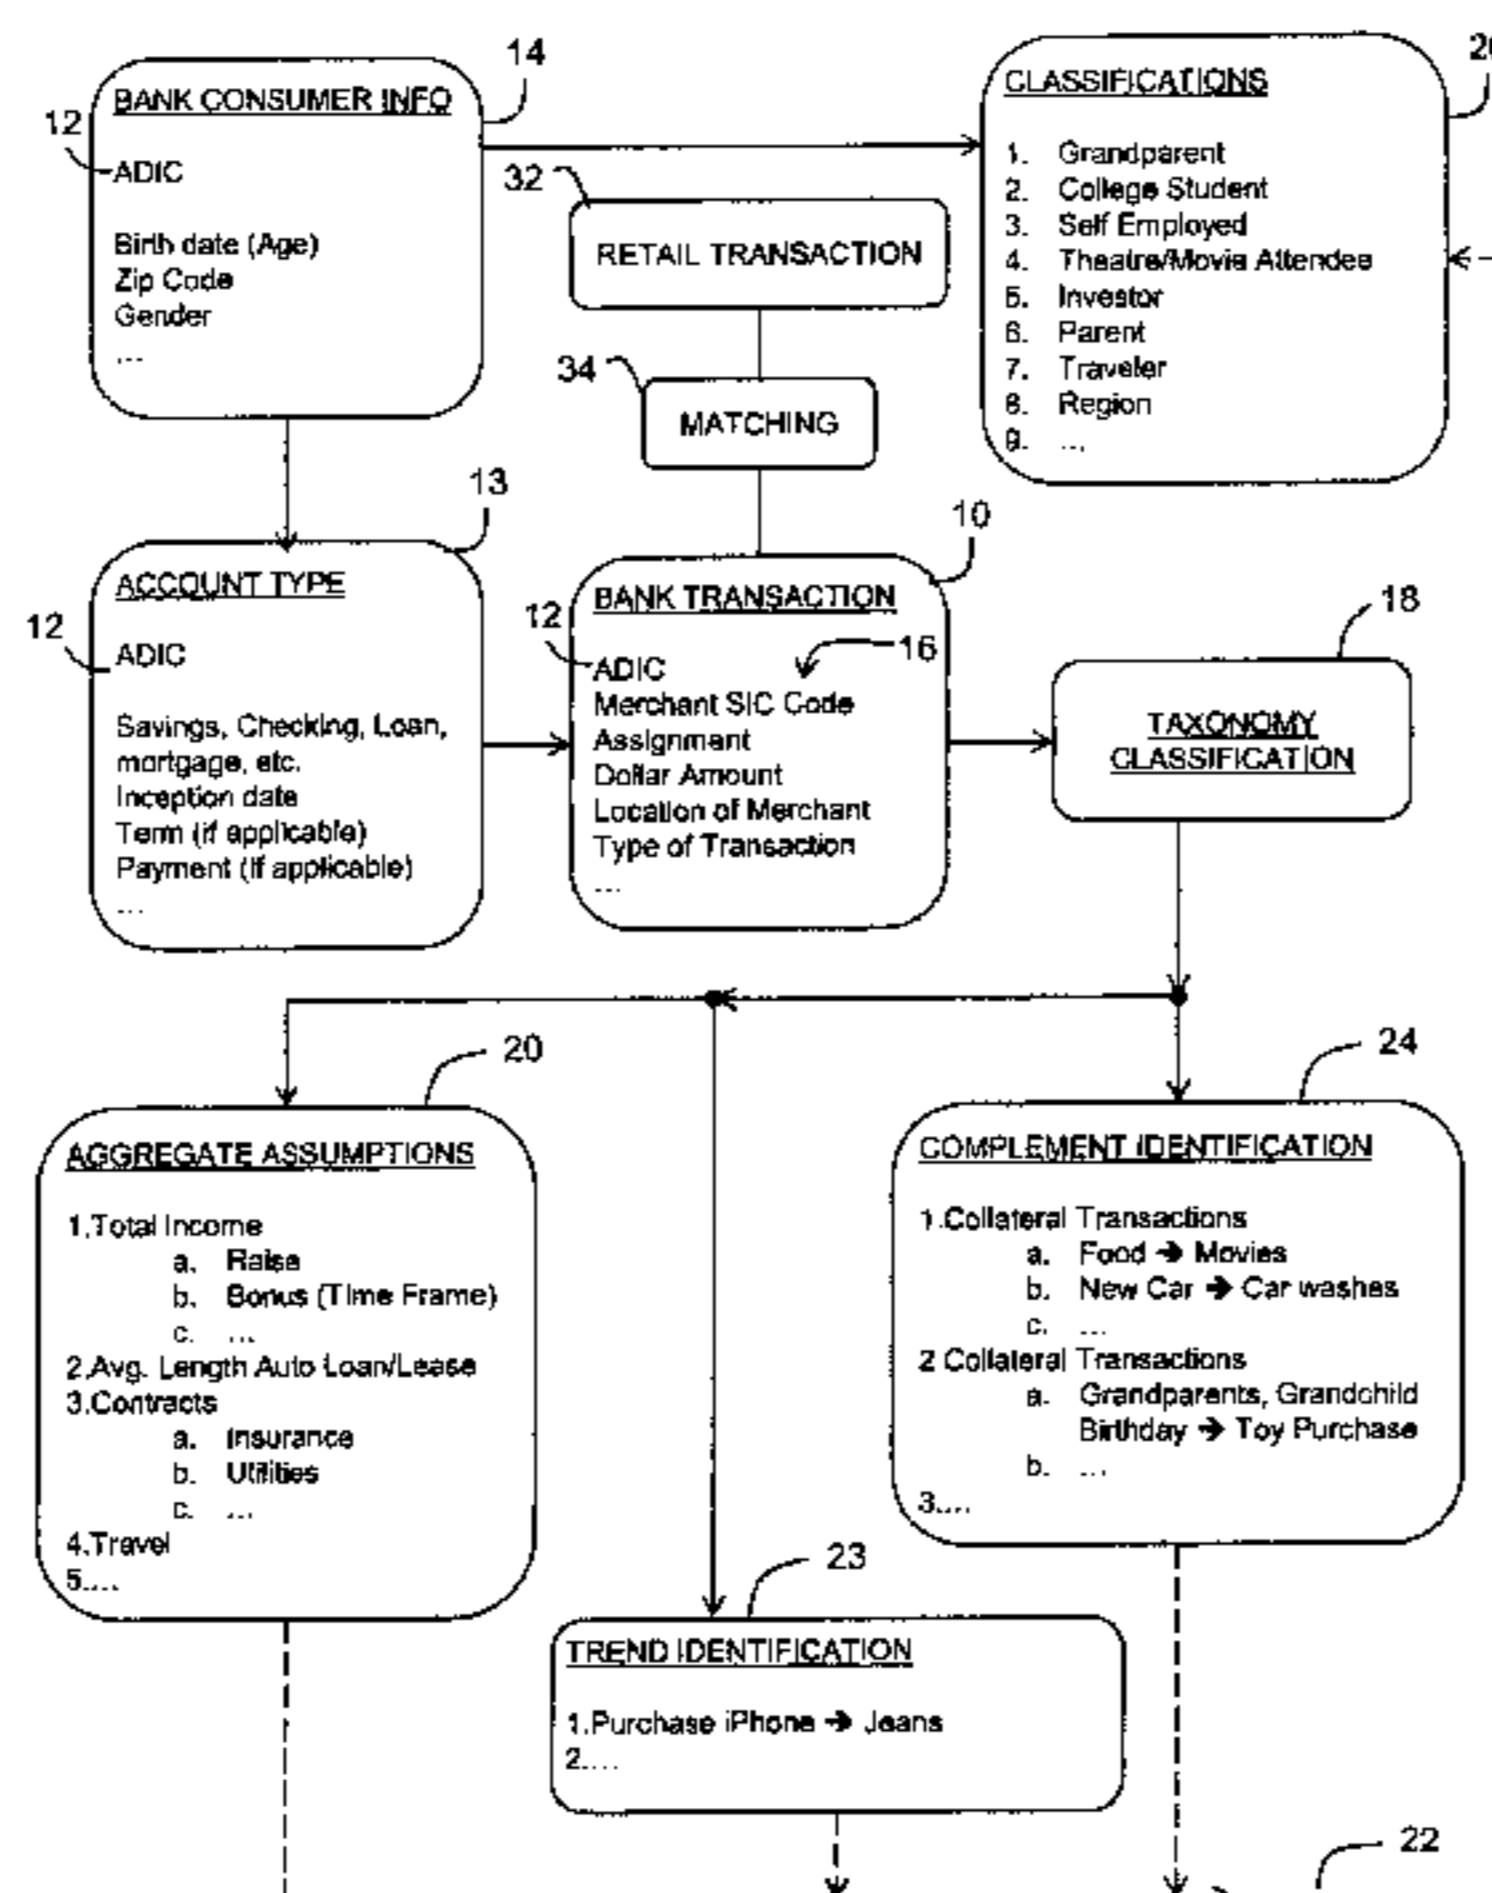 14
BANK CONSUMER INFO
12
ADIC
Birth date (Age)
Zip Code
Gender
...
32
RETAIL TRANSACTION
34
MATCHING
CLASSIFICATIONS
1. Grandparent
2. College Student
3. Self Employed
4. Theatre/Movie Attendee
5. Investor
6. Parent
7. Traveler
8. Region
9. ...
13
ACCOUNT TYPE
12
ADIC
Savings, Checking, Loan,
mortgage, etc.
Inception date
Term (if applicable)
Payment (if applicable)
...
10
BANK TRANSACTION
12
16
ADIC
Merchant SIC Code
Assignment
Dollar Amount
Location of Merchant
Type of Transaction
...
18
TAXONOMY
CLASSIFICATION
20
AGGREGATE ASSUMPTIONS
1.Total Income
a. Raise
b. Bonus (Time Frame)
c. ...
2.Avg. Length Auto Loan/Lease
3.Contracts
a. Insurance
b. Utilities
c. ...
4.Travel
5....
24
COMPLEMENT IDENTIFICATION
1.Collateral Transactions
a. Food ➔ Movies
b. New Car ➔ Car washes
c. ...
2 Collateral Transactions
a. Grandparents, Grandchild
Birthday ➔ Toy Purchase
b. ...
3....
23
TREND IDENTIFICATION
1.Purchase iPhone ➔ Jeans
2....
22